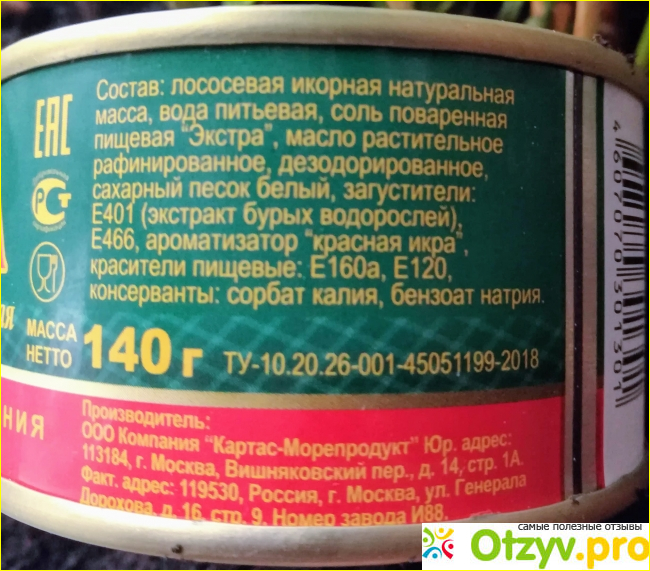 Состав: лососевая икорная натуральная
масса, вода питьевая, соль поваренная
пищевая "Экстра", масло растительное
рафинированное, дезодорированное,
сахарный песок белый, загустители:
Е401 (экстракт бурых водорослей),
Е466, ароматизатор "красная икра",
красители пищевые: Е160а, Е120,
консерванты: сорбат калия, бензоат натрия.
ЕАС
РСТ
МАССА
НЕТТО
140 г
ТУ-10.20.26-001-45051199-2018
НИЯ
Производитель:
ООО Компания "Картас-Морепродукт" Юр. адрес:
113184, г. Москва, Вишняковский пер., д. 14, стр. 1А.
Факт. адрес: 119530, Россия, г. Москва, ул. Генерала
Дорохова, д. 16, стр. 9. Номер завода И88.
4607070301301
самые полезные отзывы
Otzyv.pro